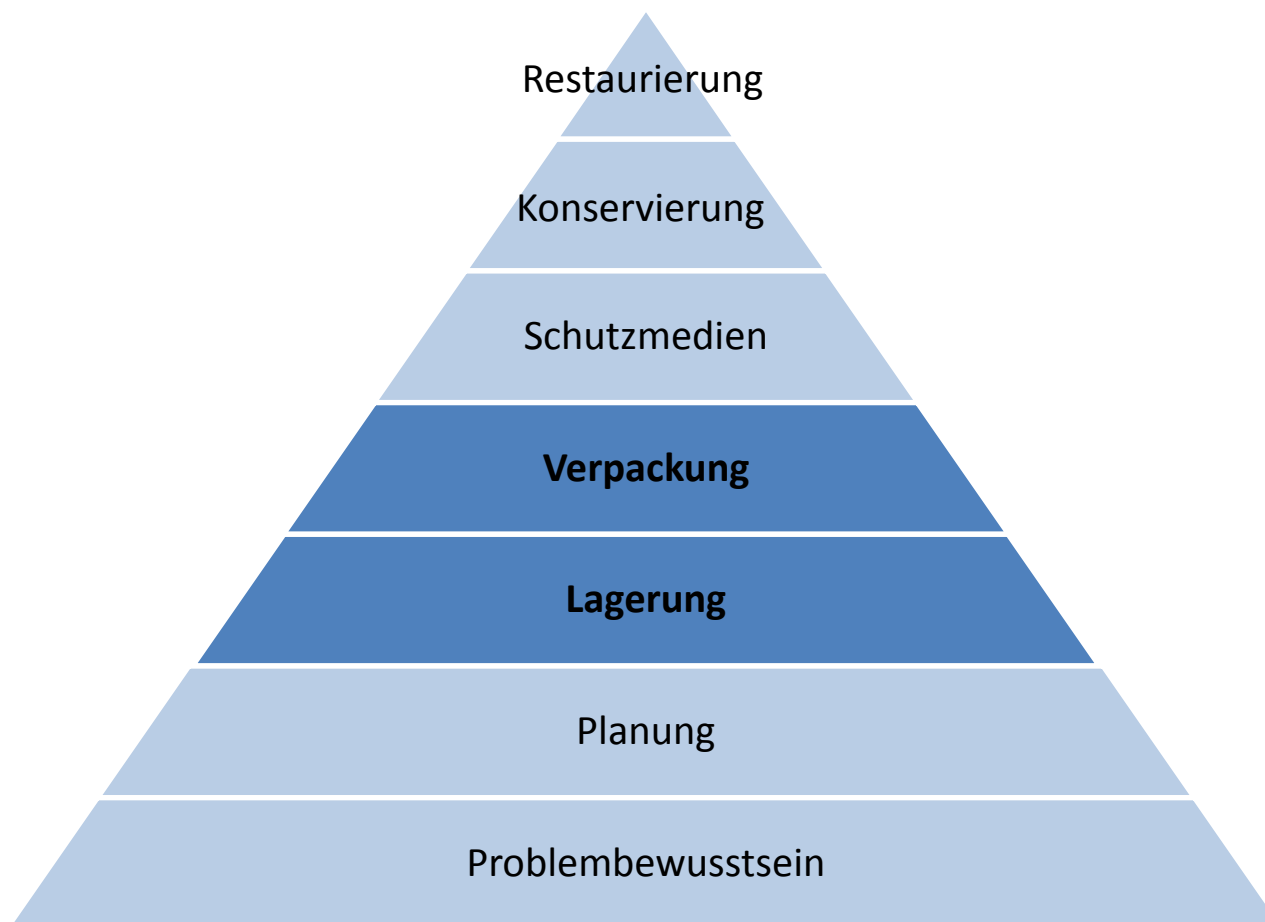 Restaurierung
Konservierung
Schutzmedien
Verpackung
Lagerung
Planung
Problembewusstsein